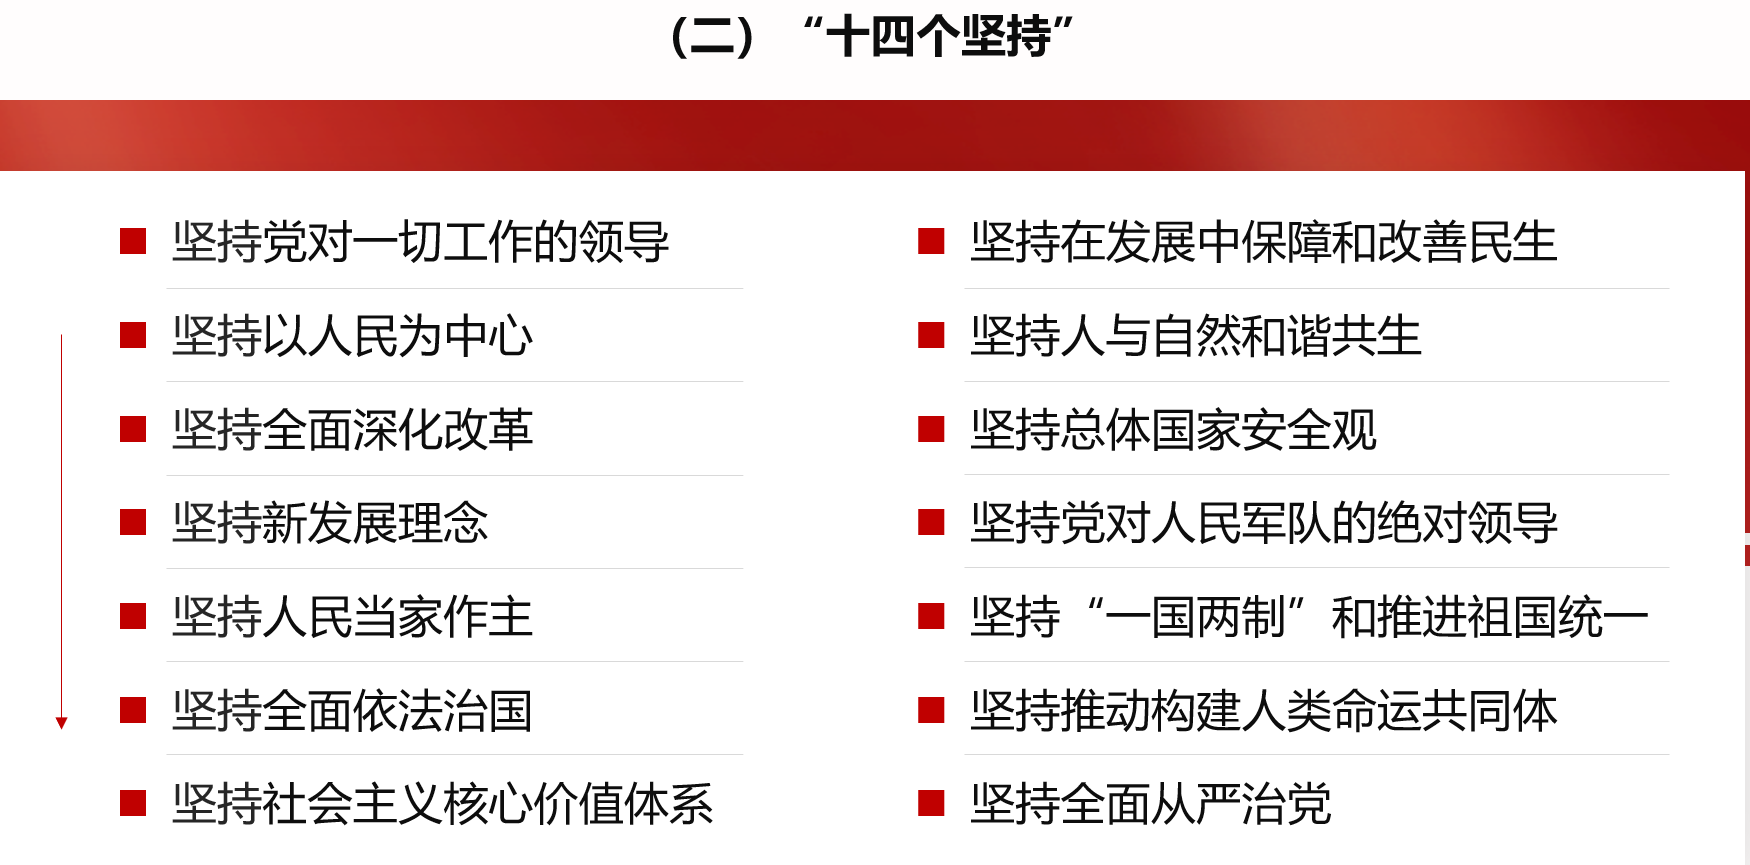 （二）“十四个坚持”
坚持党对一切工作的领导
坚持以人民为中心
坚持全面深化改革
坚持新发展理念
坚持人民当家作主
坚持全面依法治国
坚持社会主义核心价值体系
坚持在发展中保障和改善民生
坚持人与自然和谐共生
坚持总体国家安全观
坚持党对人民军队的绝对领导
坚持“一国两制”和推进祖国统一
坚持推动构建人类命运共同体
坚持全面从严治党